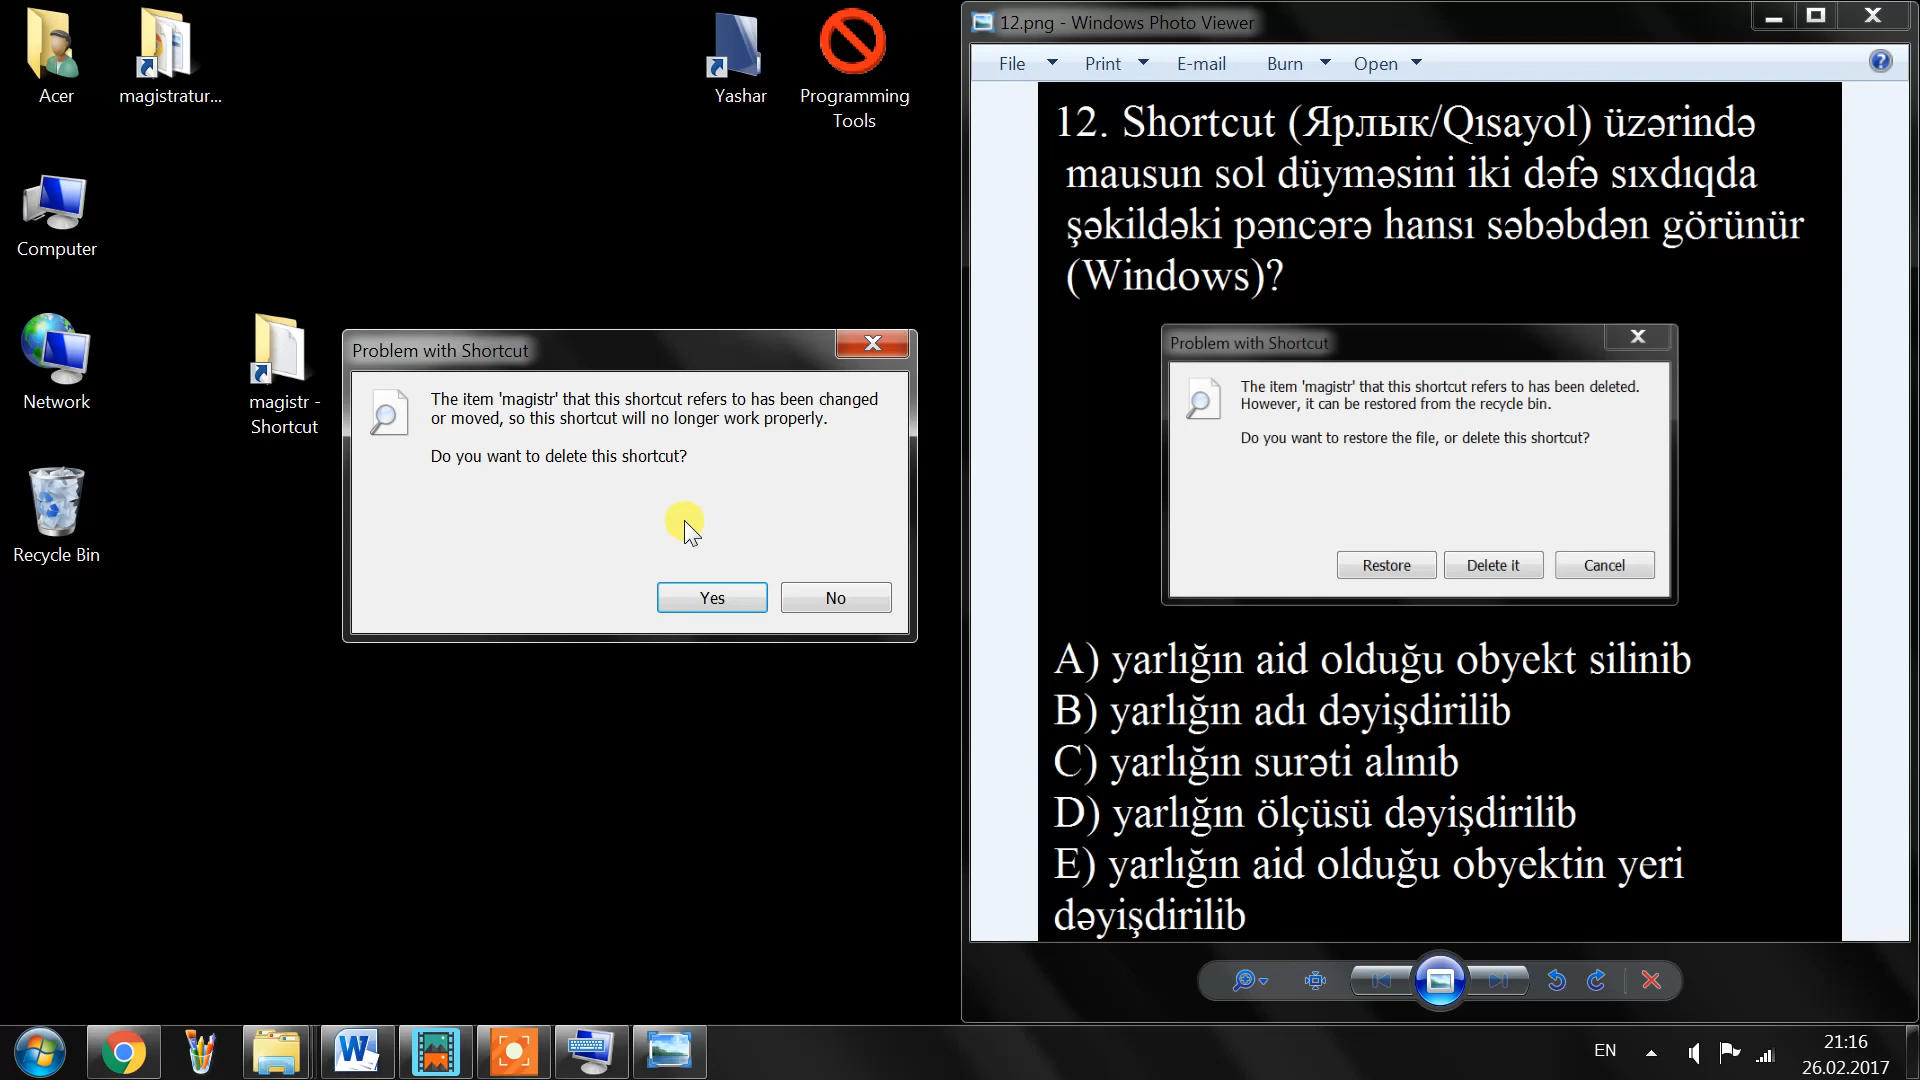 Acer
magistratur...
Yashar
Programming
Tools
Computer
Network
magistr -
Shortcut
Recycle Bin
Problem with Shortcut
The item 'magistr' that this shortcut refers to has been changed
or moved, so this shortcut will no longer work properly.
Do you want to delete this shortcut?
Yes
No
12.png - Windows Photo Viewer
File
Print
E-mail
Burn
Open
12. Shortcut (Ярлык/Qısayol) üzərində
mausun sol düyməsini iki dəfə sıxdıqda
şəkildəki pəncərə hansı səbəbdən görünür
(Windows)?
Problem with Shortcut
The item 'magistr' that this shortcut refers to has been deleted.
However, it can be restored from the recycle bin.
Do you want to restore the file, or delete this shortcut?
Restore
Delete it
Cancel
A) yarlığın aid olduğu obyekt silinib
B) yarlığın adı dəyişdirilib
C) yarlığın surəti alınıb
D) yarlığın ölçüsü dəyişdirilib
E) yarlığın aid olduğu obyektin yeri
dəyişdirilib
EN
21:16
26.02.2017